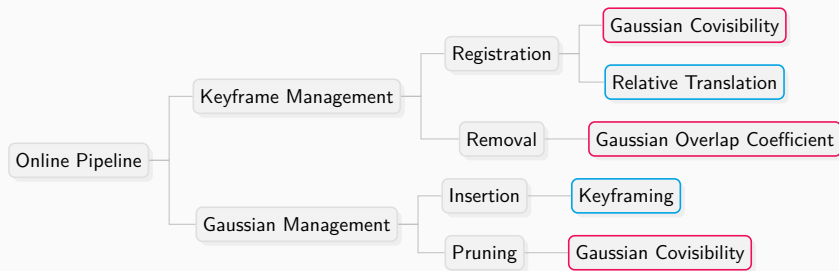 Online Pipeline
Keyframe Management
Registration
Gaussian Covisibility
Relative Translation
Removal
Gaussian Overlap Coefficient
Gaussian Management
Insertion
Keyframing
Pruning
Gaussian Covisibility